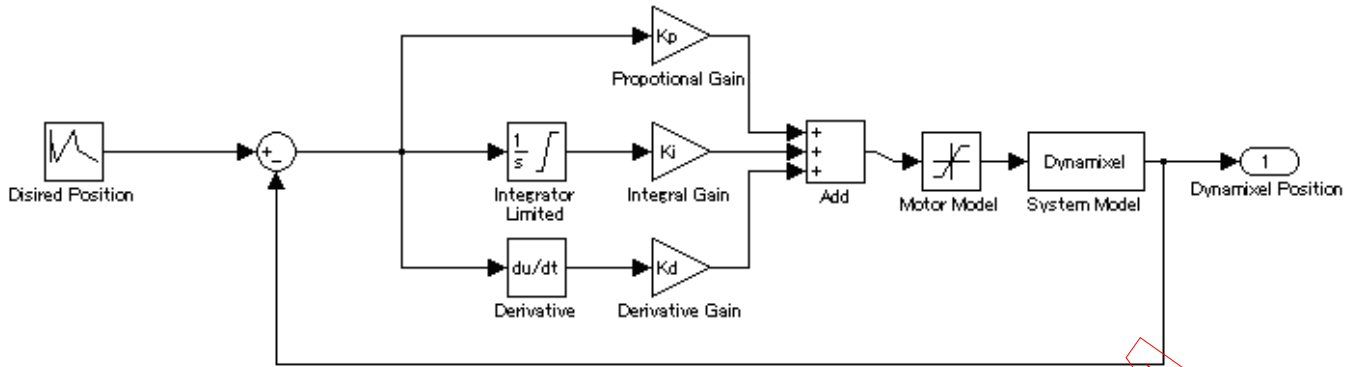 Kp
Propotional Gain
+
-
Disired Position
1
s
Integrator
Limited
Ki
Integral Gain
+
+
+
Add
Motor Model
Dynamixel
System Model
1
Dynamixel Position
du/dt
Derivative
Kd
Derivative Gain